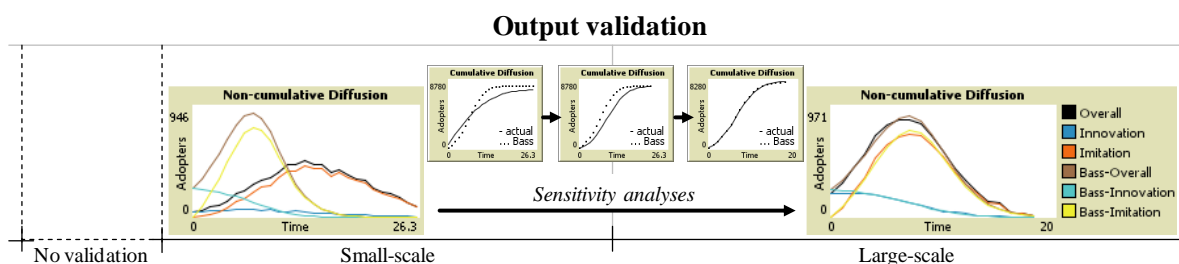 Output validation
Non-cumulative Diffusion
946
Adopters
0
0
Time
26.3
Cumulative Diffusion
8780
Adopters
0
- actual
··· Bass
0
Time
26.3
Cumulative Diffusion
8780
Adopters
0
- actual
··· Bass
0
Time
26.3
Cumulative Diffusion
8280
Adopters
0
- actual
··· Bass
0
Time
20
Sensitivity analyses
Non-cumulative Diffusion
971
Adopters
0
0
Time
20
Overall
Innovation
Imitation
Bass-Overall
Bass-Innovation
Bass-Imitation
No validation
Small-scale
Large-scale